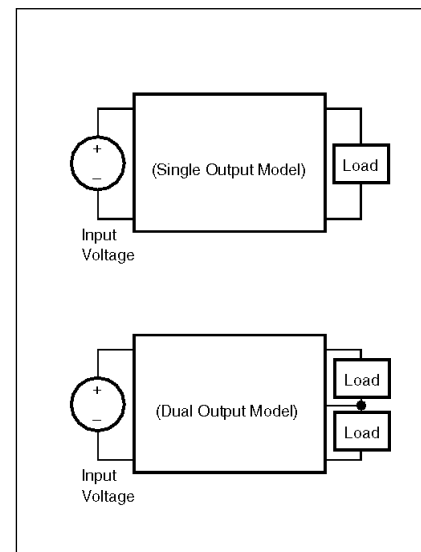 +
(Single Output Model)
Load
–
Input
Voltage
+
Load
(Dual Output Model)
–
Load
Input
Voltage